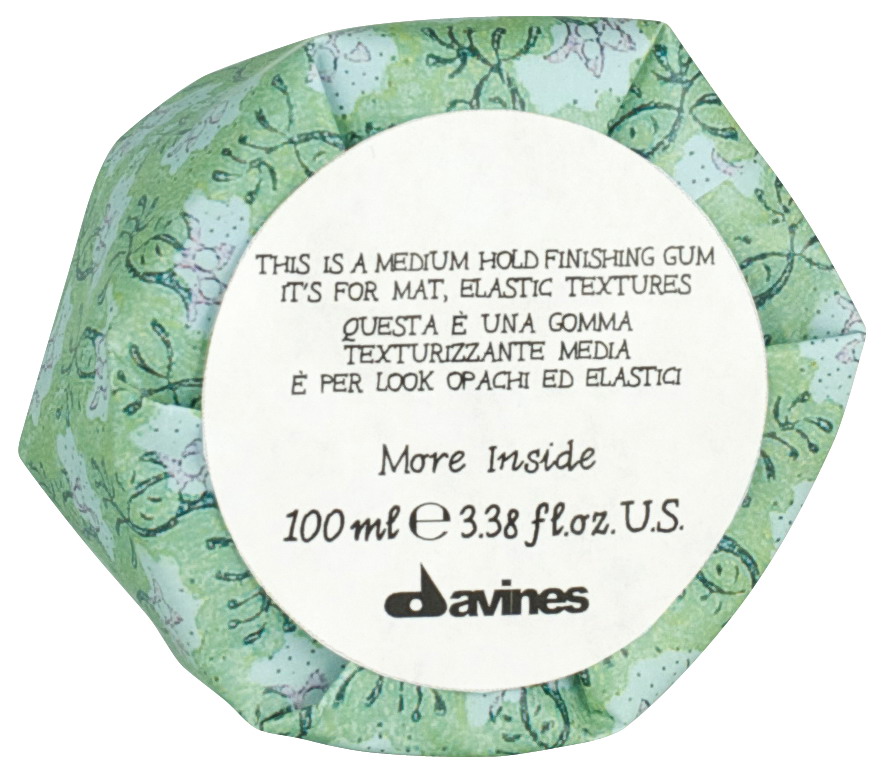 THIS IS A MEDIUM HOLD FINISHING GUM
IT'S FOR MAT, ELASTIC TEXTURES
QUESTA È UNA GOMMA
TEXTURIZZANTE MEDIA
È PER LOOK OPACHI ED ELASTICI
More Inside
100 ml ℮ 3.38 fl.oz. U.S.
davines